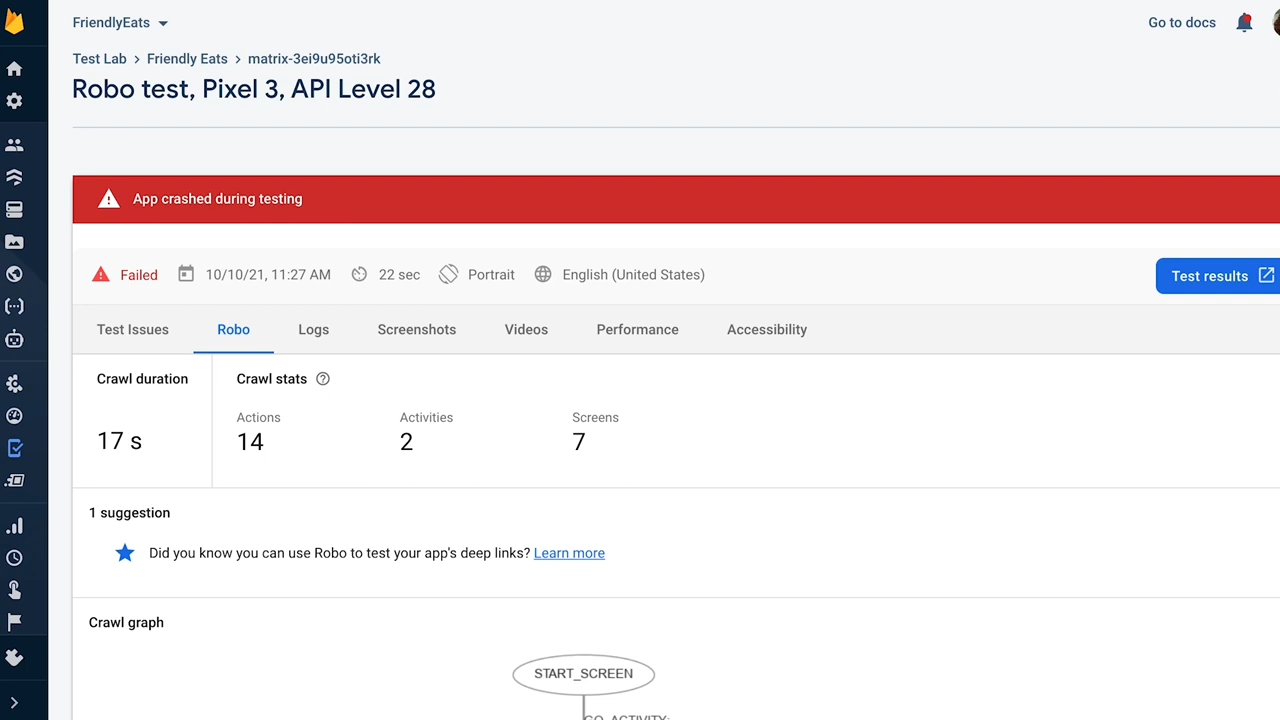 FriendlyEats
Go to docs
Test Lab > Friendly Eats > matrix-3ei9u95oti3rk
Robo test, Pixel 3, API Level 28
App crashed during testing
Failed 10/10/21, 11:27 AM 22 sec Portrait English (United States)
Test results
Test Issues Robo Logs Screenshots Videos Performance Accessibility
Crawl duration Crawl stats
Actions Activities Screens
17 s 14 2 7
1 suggestion
Did you know you can use Robo to test your app's deep links? Learn more
Crawl graph
START_SCREEN
GO_ACTIVITY: